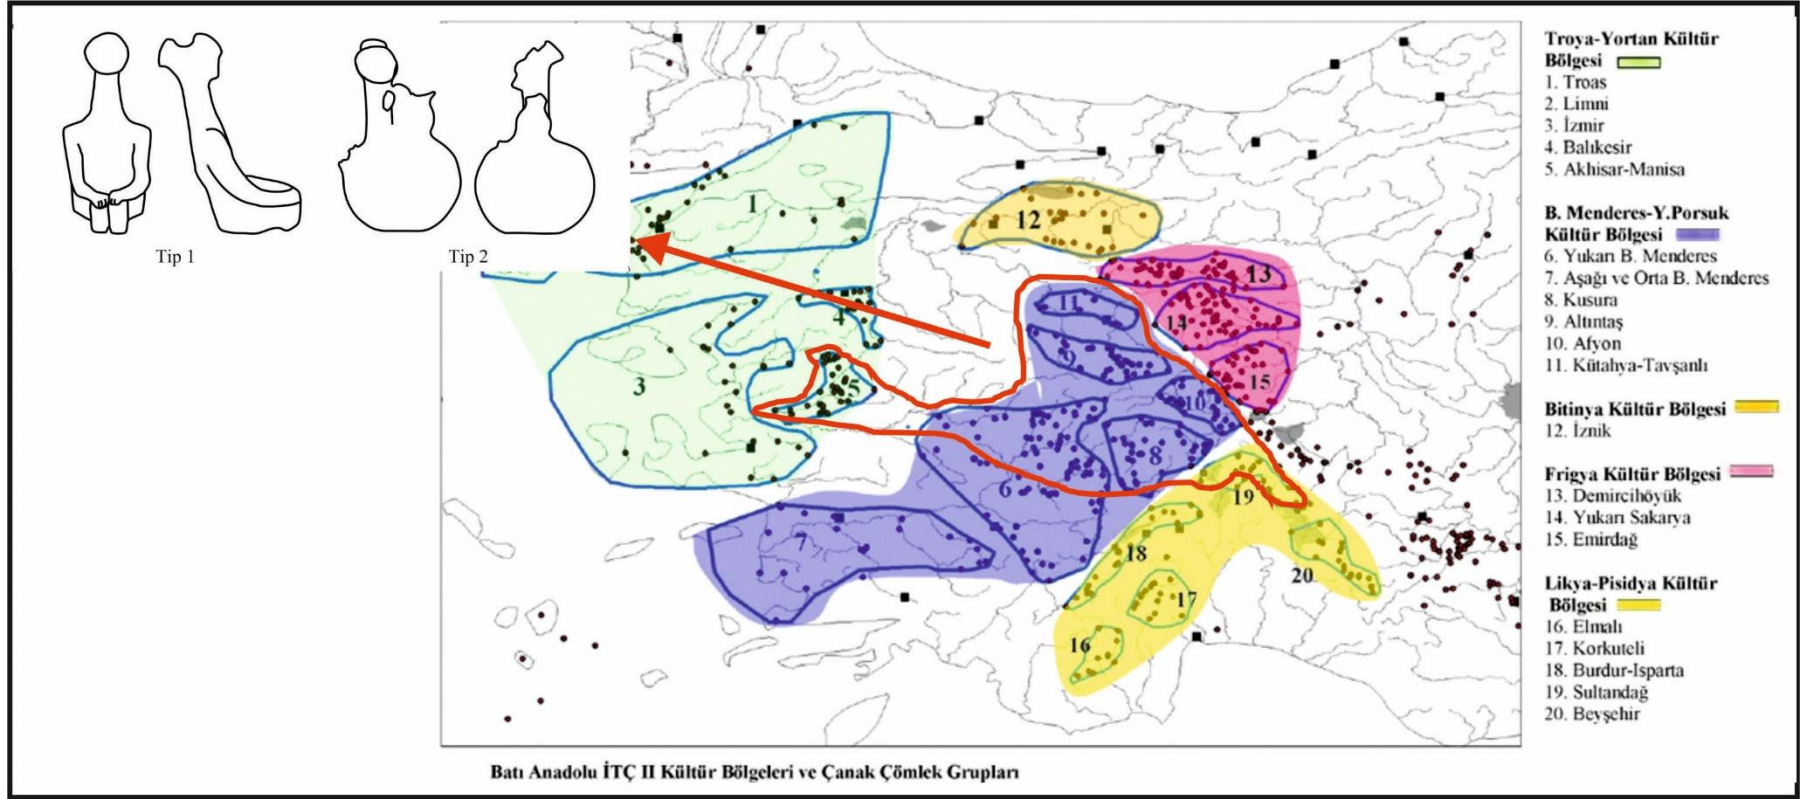 Tip 1
Tip 2
1
2
3
4
5
6
7
8
9
10
11
12
13
14
15
16
17
18
19
20
Troya-Yortan Kültür
Bölgesi
1. Troas
2. Limni
3. İzmir
4. Balıkesir
5. Akhisar-Manisa
B. Menderes-Y.Porsuk
Kültür Bölgesi
6. Yukarı B. Menderes
7. Aşağı ve Orta B. Menderes
8. Kusura
9. Altıntaş
10. Afyon
11. Kütahya-Tavşanlı
Bitinya Kültür Bölgesi
12. İznik
Frigya Kültür Bölgesi
13. Demircihöyük
14. Yukarı Sakarya
15. Emirdağ
Likya-Pisidya Kültür
Bölgesi
16. Elmalı
17. Korkuteli
18. Burdur-Isparta
19. Sultandağ
20. Beyşehir
Batı Anadolu İTÇ II Kültür Bölgeleri ve Çanak Çömlek Grupları